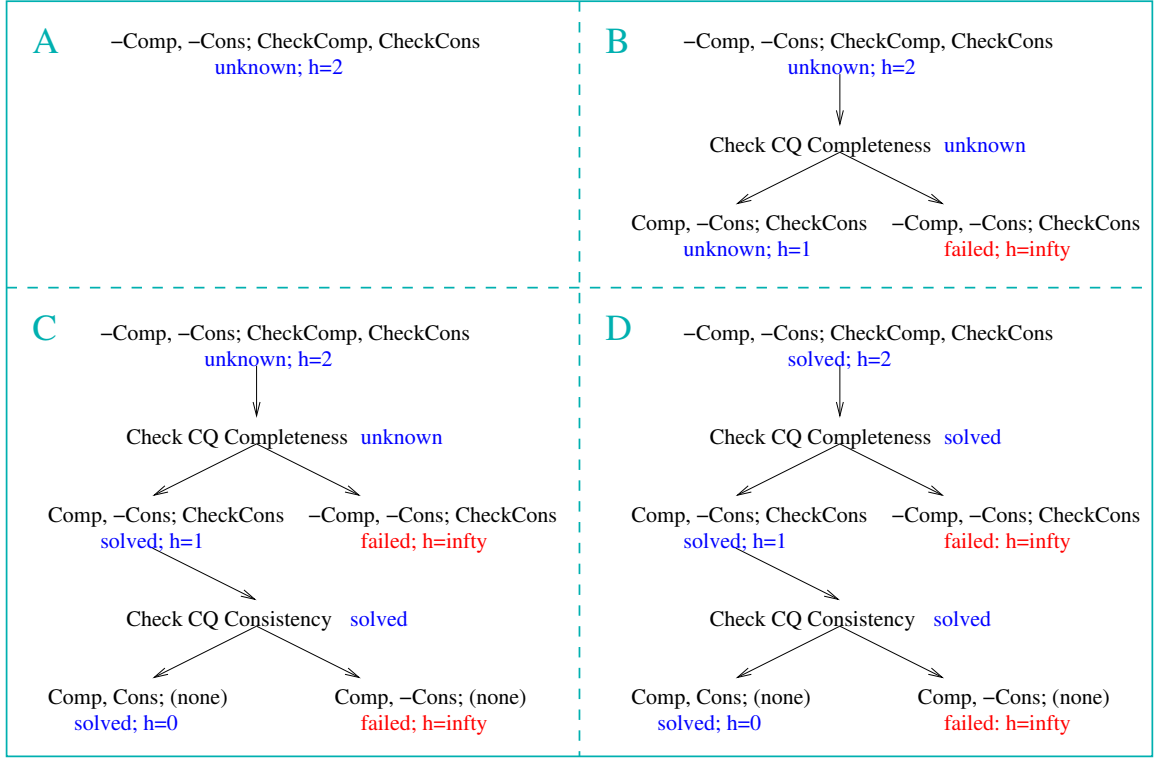 A
–Comp, –Cons; CheckComp, CheckCons
unknown; h=2
B
–Comp, –Cons; CheckComp, CheckCons
unknown; h=2
Check CQ Completeness unknown
Comp, –Cons; CheckCons
unknown; h=1
–Comp, –Cons; CheckCons
failed; h=infty
C
–Comp, –Cons; CheckComp, CheckCons
unknown; h=2
Check CQ Completeness unknown
Comp, –Cons; CheckCons
solved; h=1
–Comp, –Cons; CheckCons
failed; h=infty
Check CQ Consistency solved
Comp, Cons; (none)
solved; h=0
Comp, –Cons; (none)
failed; h=infty
D
–Comp, –Cons; CheckComp, CheckCons
solved; h=2
Check CQ Completeness solved
Comp, –Cons; CheckCons
solved; h=1
–Comp, –Cons; CheckCons
failed: h=infty
Check CQ Consistency solved
Comp, Cons; (none)
solved; h=0
Comp, –Cons; (none)
failed: h=infty